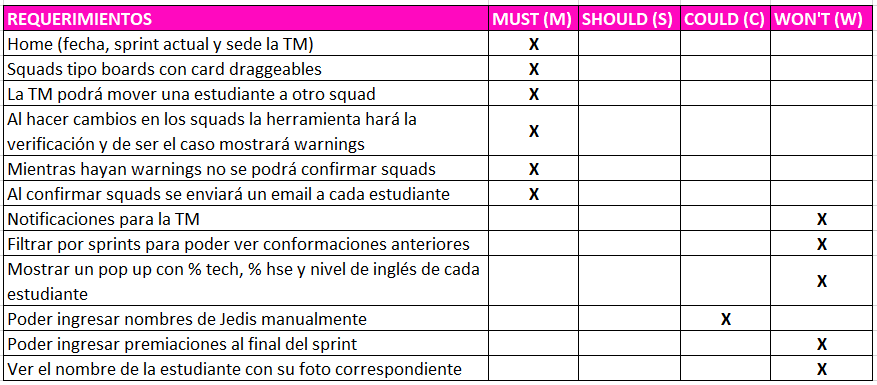 REQUERIMIENTOS MUST (M) SHOULD (S) COULD (C) WON'T (W)
Home (fecha, sprint actual y sede la TM) X
Squads tipo boards con card draggeables X
La TM podrá mover una estudiante a otro squad X
Al hacer cambios en los squads la herramienta hará la
verificación y de ser el caso mostrará warnings X
Mientras hayan warnings no se podrá confirmar squads X
Al confirmar squads se enviará un email a cada estudiante X
Notificaciones para la TM X
Filtrar por sprints para poder ver conformaciones anteriores X
Mostrar un pop up con % tech, % hse y nivel de inglés de cada
estudiante X
Poder ingresar nombres de Jedis manualmente X
Poder ingresar premiaciones al final del sprint X
Ver el nombre de la estudiante con su foto correspondiente X